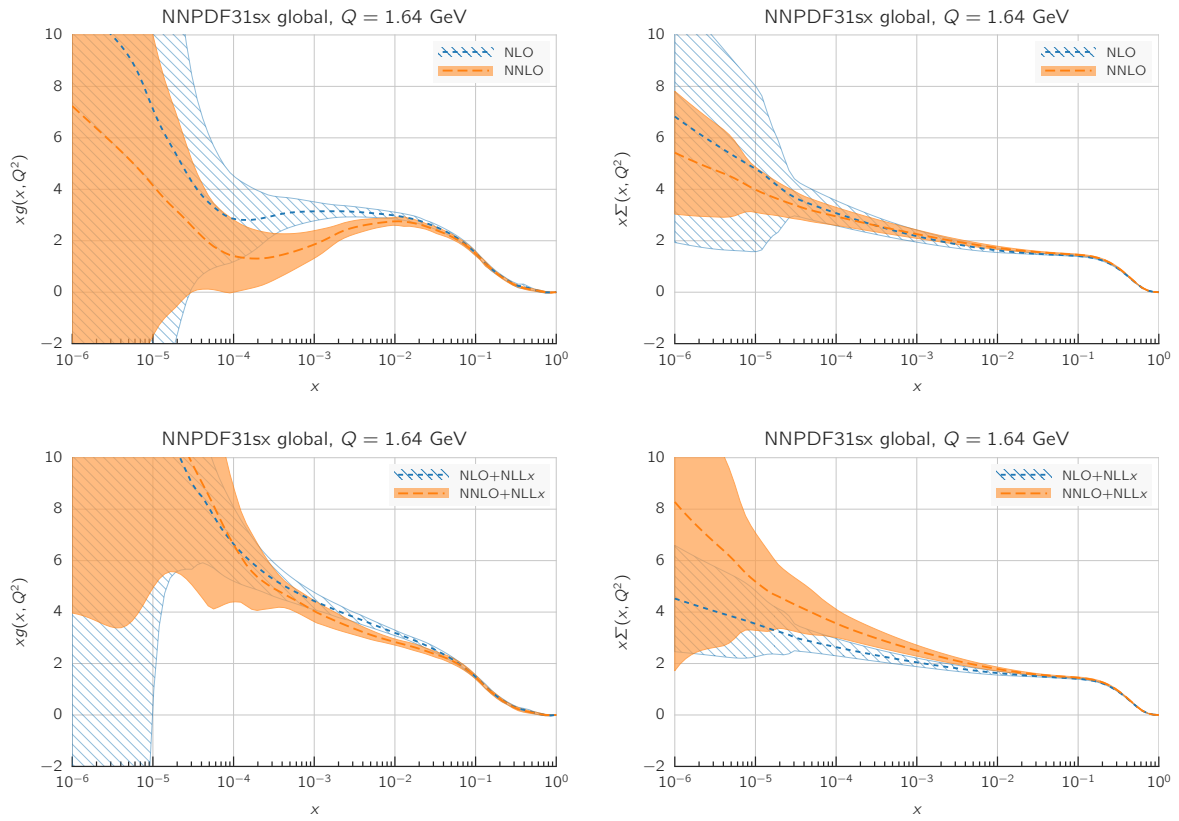 NNPDF31sx global, Q = 1.64 GeV
NLO
NNLO
xg(x, Q²)
10
8
6
4
2
0
−2
10⁻⁶ 10⁻⁵ 10⁻⁴ 10⁻³ 10⁻² 10⁻¹ 10⁰
x
NNPDF31sx global, Q = 1.64 GeV
NLO
NNLO
xΣ(x, Q²)
10
8
6
4
2
0
−2
10⁻⁶ 10⁻⁵ 10⁻⁴ 10⁻³ 10⁻² 10⁻¹ 10⁰
x
NNPDF31sx global, Q = 1.64 GeV
NLO+NLLx
NNLO+NLLx
xg(x, Q²)
10
8
6
4
2
0
−2
10⁻⁶ 10⁻⁵ 10⁻⁴ 10⁻³ 10⁻² 10⁻¹ 10⁰
x
NNPDF31sx global, Q = 1.64 GeV
NLO+NLLx
NNLO+NLLx
xΣ(x, Q²)
10
8
6
4
2
0
−2
10⁻⁶ 10⁻⁵ 10⁻⁴ 10⁻³ 10⁻² 10⁻¹ 10⁰
x